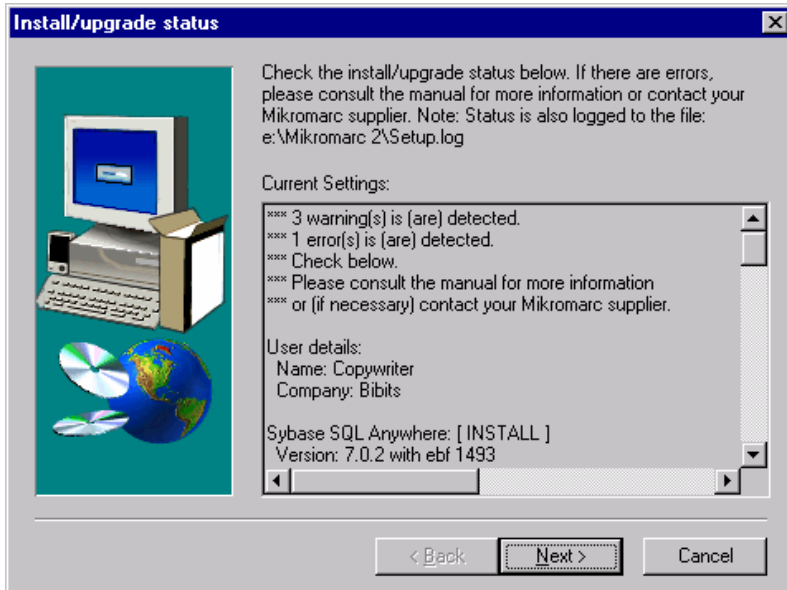 Install/upgrade status
Check the install/upgrade status below. If there are errors,
please consult the manual for more information or contact your
Mikromarc supplier. Note: Status is also logged to the file:
e:\Mikromarc 2\Setup.log
Current Settings:
*** 3 warning(s) is (are) detected.
*** 1 error(s) is (are) detected.
*** Check below.
*** Please consult the manual for more information
*** or (if necessary) contact your Mikromarc supplier.
User details:
Name: Copywriter
Company: Bibits
Sybase SQL Anywhere: [ INSTALL ]
Version: 7.0.2 with ebf 1493
< Back
Next >
Cancel